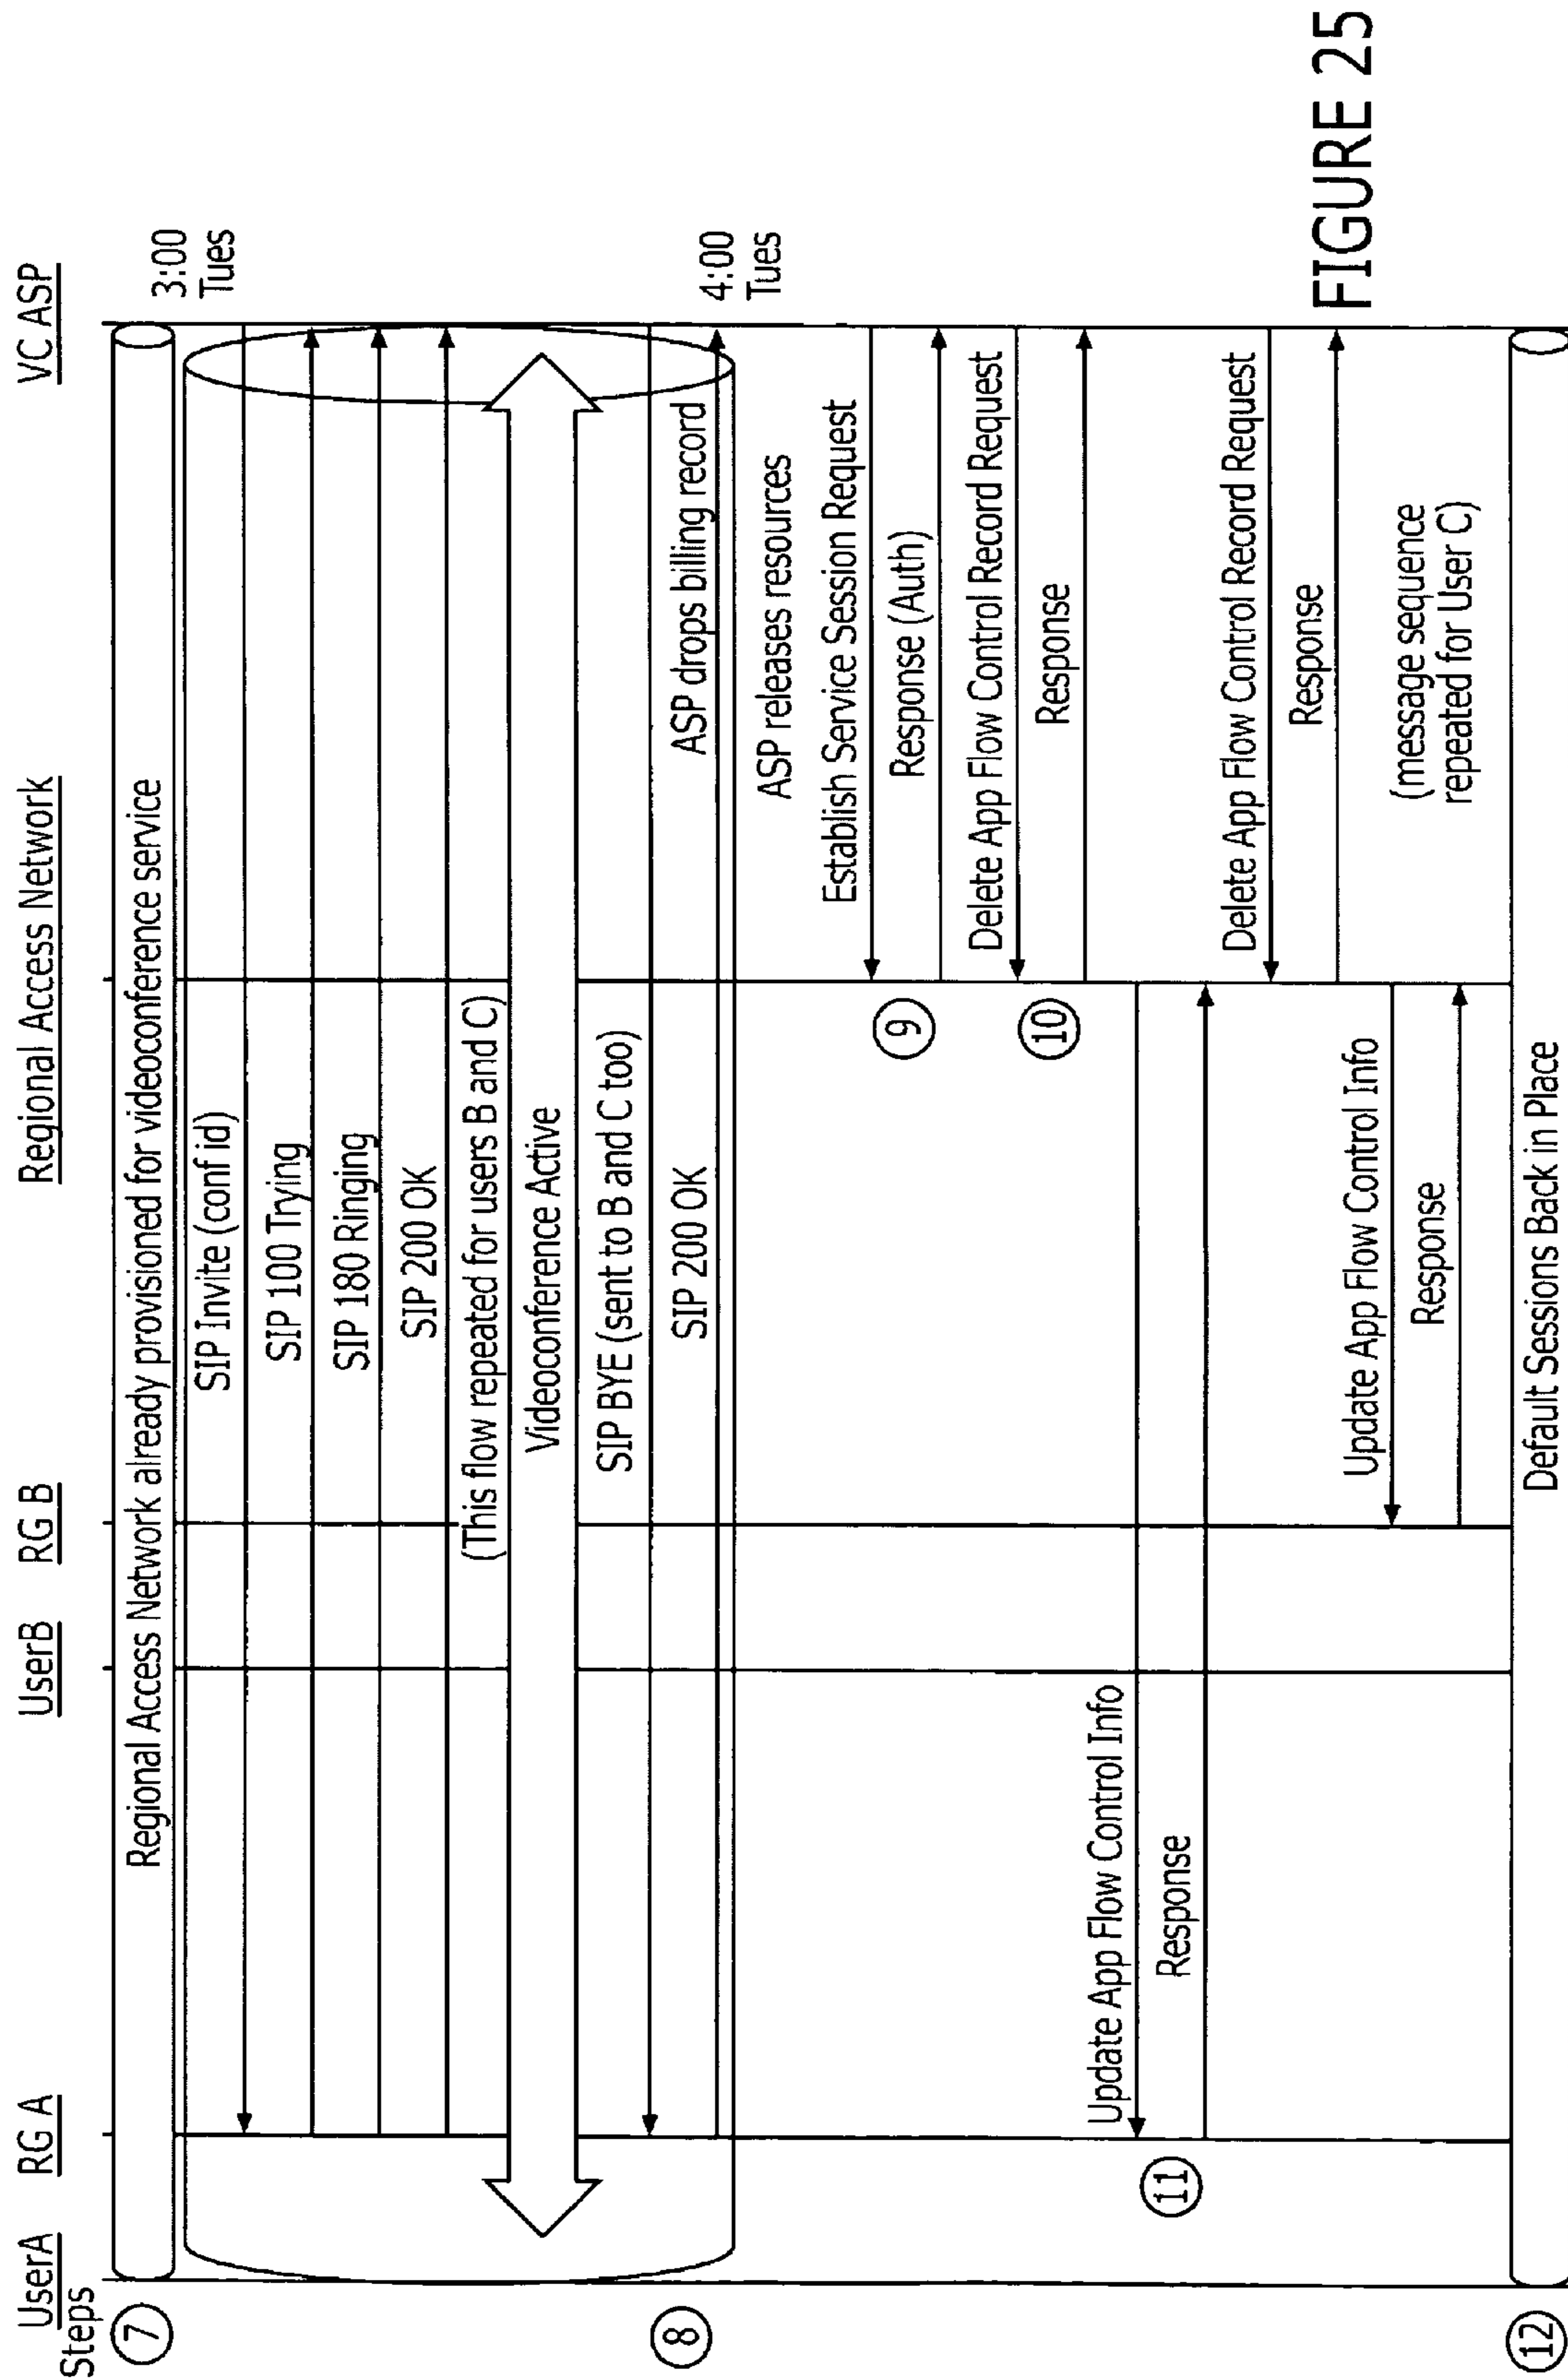 UserA
RG A
UserB
RG B
Regional Access Network
VC ASP
Steps
7
Regional Access Network already provisioned for videoconference service
3:00
Tues
SIP Invite (conf id)
SIP 100 Trying
SIP 180 Ringing
SIP 200 OK
(This flow repeated for users B and C)
Videoconference Active
SIP BYE (sent to B and C too)
8
SIP 200 OK
ASP drops billing record
4:00
Tues
ASP releases resources
Establish Service Session Request
9
Response (Auth)
Delete App Flow Control Record Request
10
Response
Update App Flow Control Info
11
Response
Delete App Flow Control Record Request
Response
Update App Flow Control Info
Response
(message sequence
repeated for User C)
12
Default Sessions Back in Place
FIGURE 25